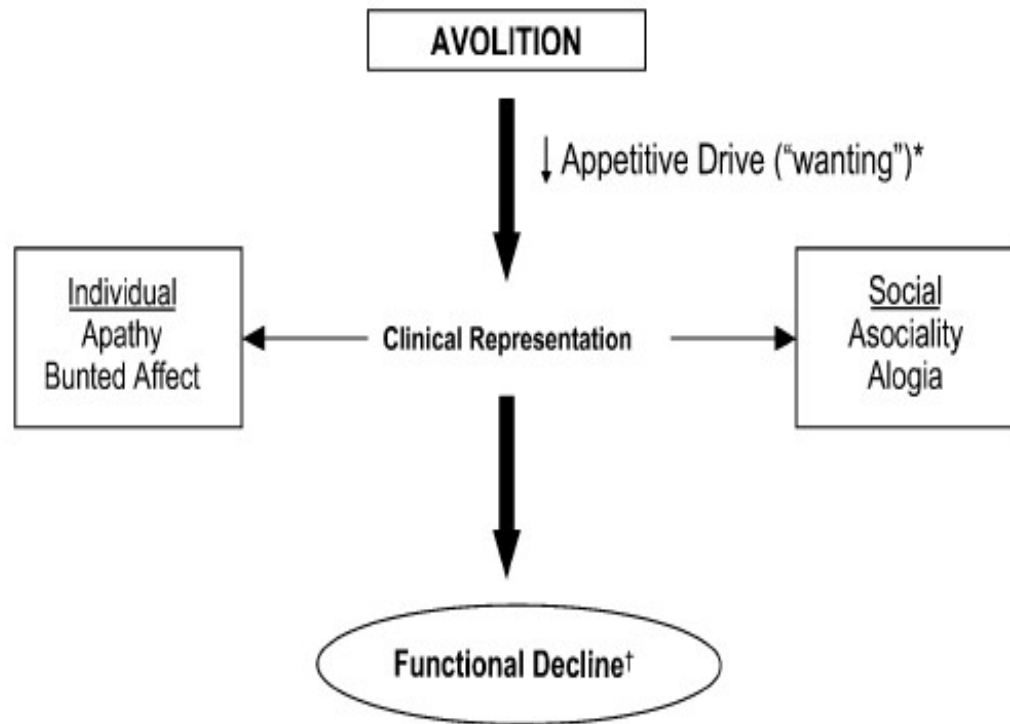 AVOLITION
↓ Appetitive Drive (“wanting”)*
Individual
Apathy
Bunted Affect
Clinical Representation
Social
Asociality
Alogia
Functional Decline†